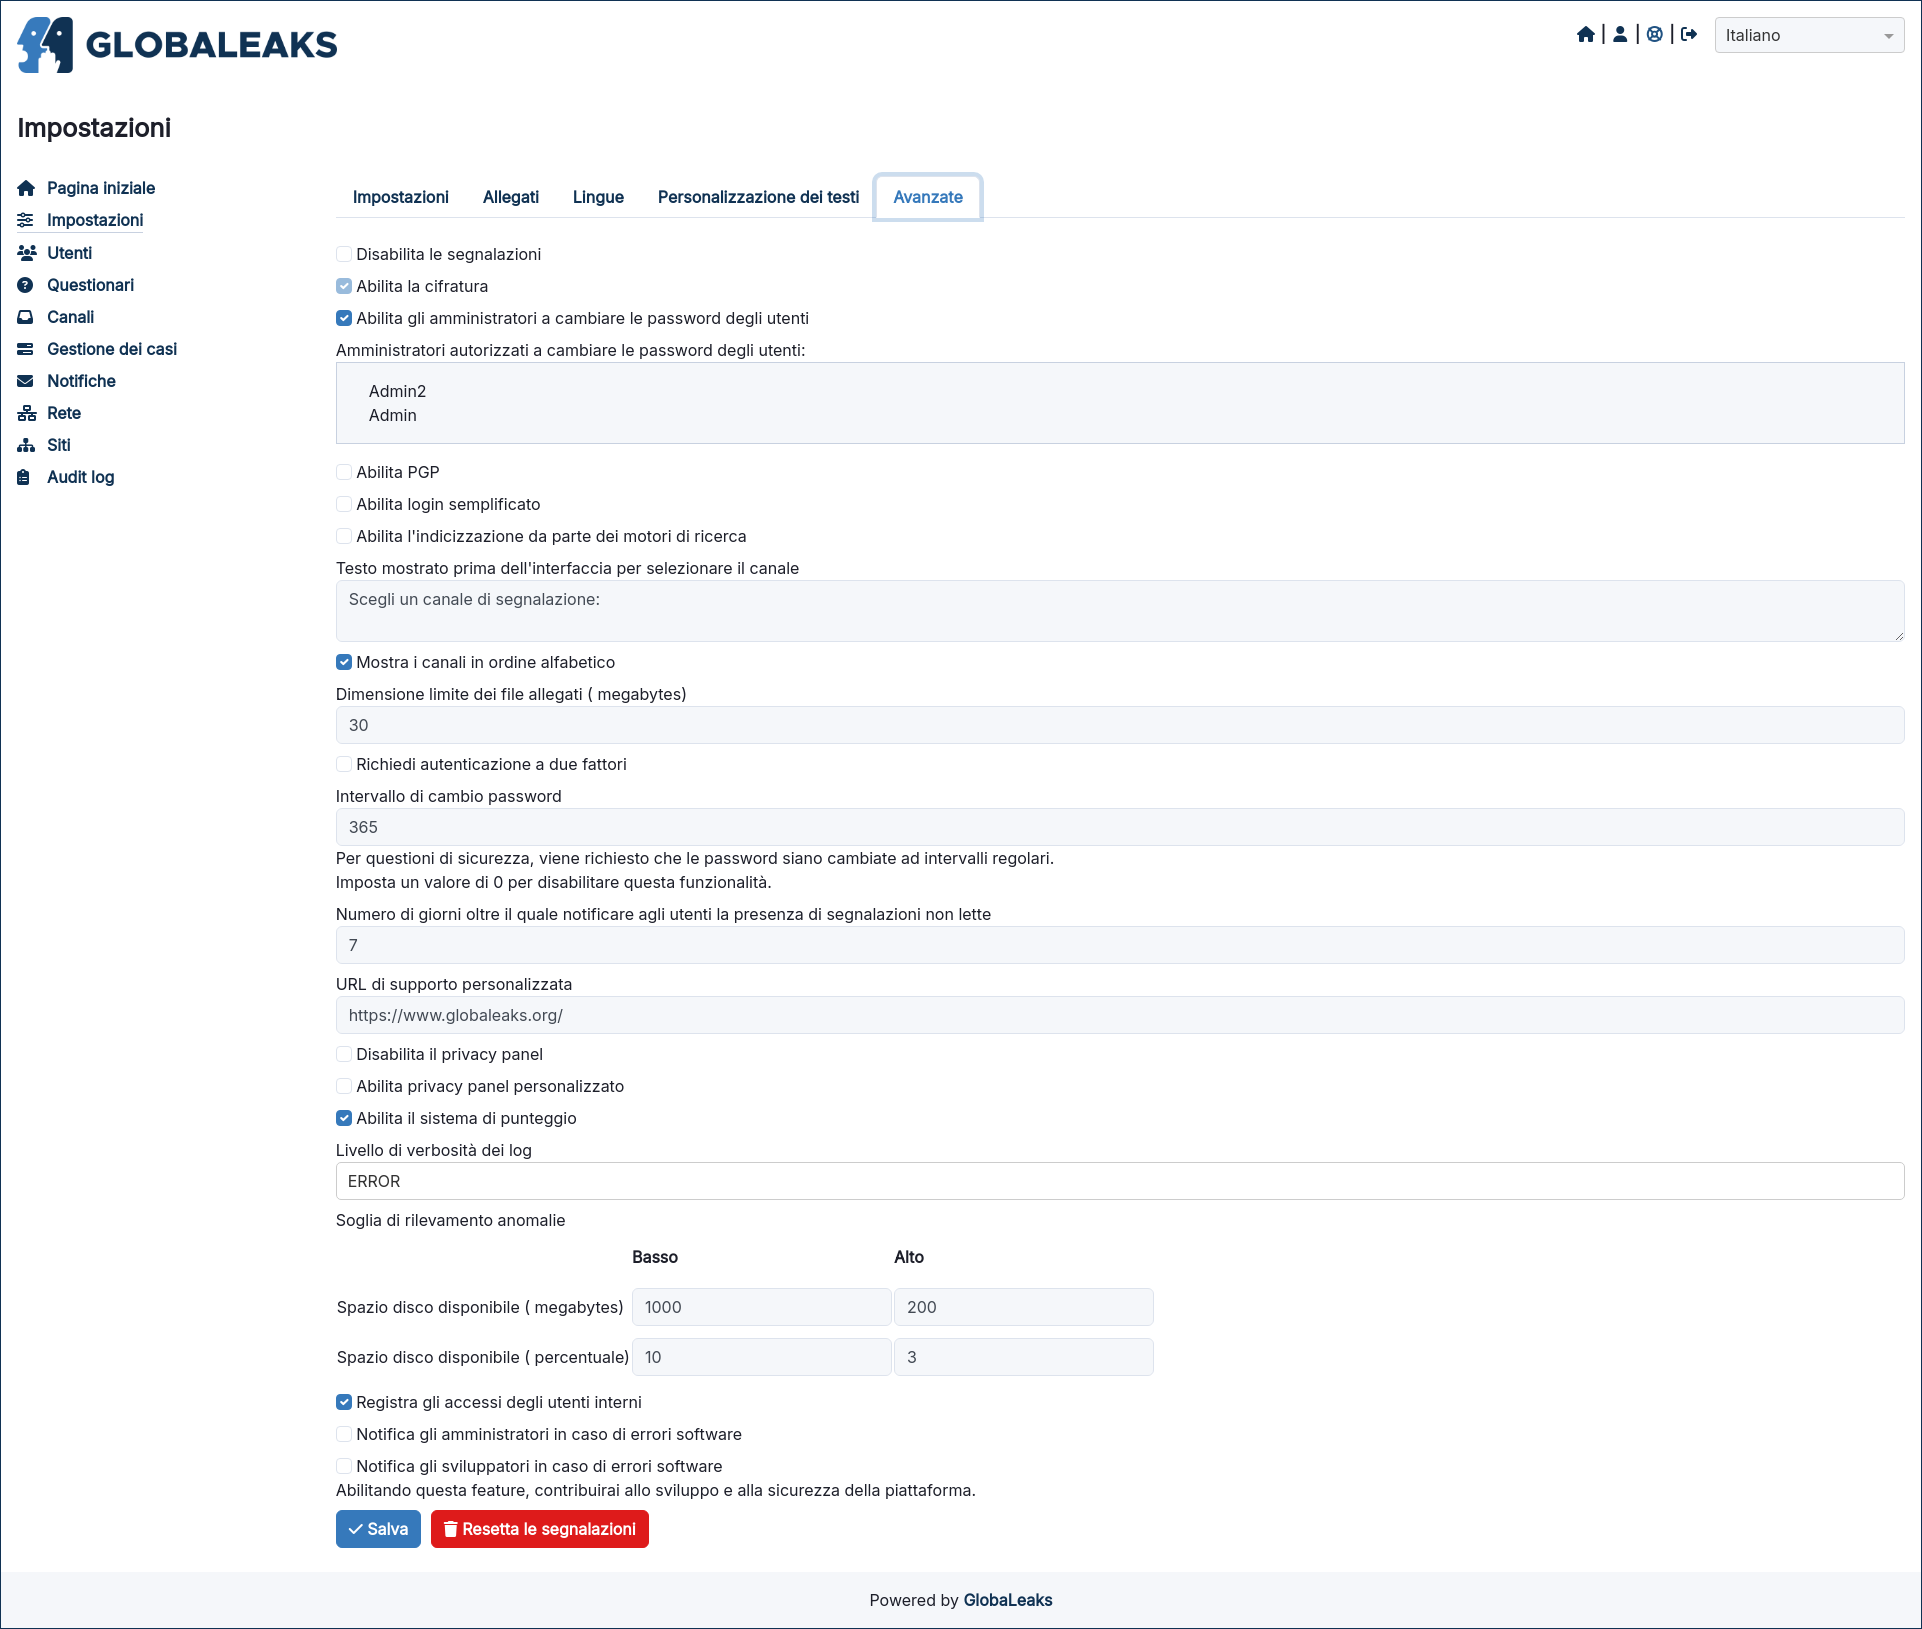 GLOBALEAKS
| | |
Italiano
Impostazioni
Pagina iniziale
Impostazioni
Utenti
Questionari
Canali
Gestione dei casi
Notifiche
Rete
Siti
Audit log
Impostazioni Allegati Lingue Personalizzazione dei testi Avanzate
Disabilita le segnalazioni
Abilita la cifratura
Abilita gli amministratori a cambiare le password degli utenti
Amministratori autorizzati a cambiare le password degli utenti:
Admin2
Admin
Abilita PGP
Abilita login semplificato
Abilita l'indicizzazione da parte dei motori di ricerca
Testo mostrato prima dell'interfaccia per selezionare il canale
Scegli un canale di segnalazione:
Mostra i canali in ordine alfabetico
Dimensione limite dei file allegati ( megabytes)
30
Richiedi autenticazione a due fattori
Intervallo di cambio password
365
Per questioni di sicurezza, viene richiesto che le password siano cambiate ad intervalli regolari.
Imposta un valore di 0 per disabilitare questa funzionalità.
Numero di giorni oltre il quale notificare agli utenti la presenza di segnalazioni non lette
7
URL di supporto personalizzata
https://www.globaleaks.org/
Disabilita il privacy panel
Abilita privacy panel personalizzato
Abilita il sistema di punteggio
Livello di verbosità dei log
ERROR
Soglia di rilevamento anomalie
Basso Alto
Spazio disco disponibile ( megabytes) 1000 200
Spazio disco disponibile ( percentuale) 10 3
Registra gli accessi degli utenti interni
Notifica gli amministratori in caso di errori software
Notifica gli sviluppatori in caso di errori software
Abilitando questa feature, contribuirai allo sviluppo e alla sicurezza della piattaforma.
Salva Resetta le segnalazioni
Powered by GlobaLeaks